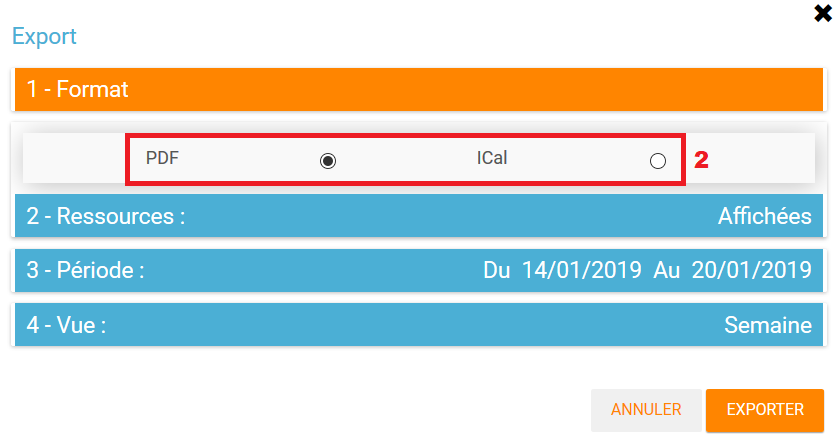 Export
1 - Format
PDF ICal 2
2 - Ressources : Affichées
3 - Période : Du 14/01/2019 Au 20/01/2019
4 - Vue : Semaine
ANNULER EXPORTER